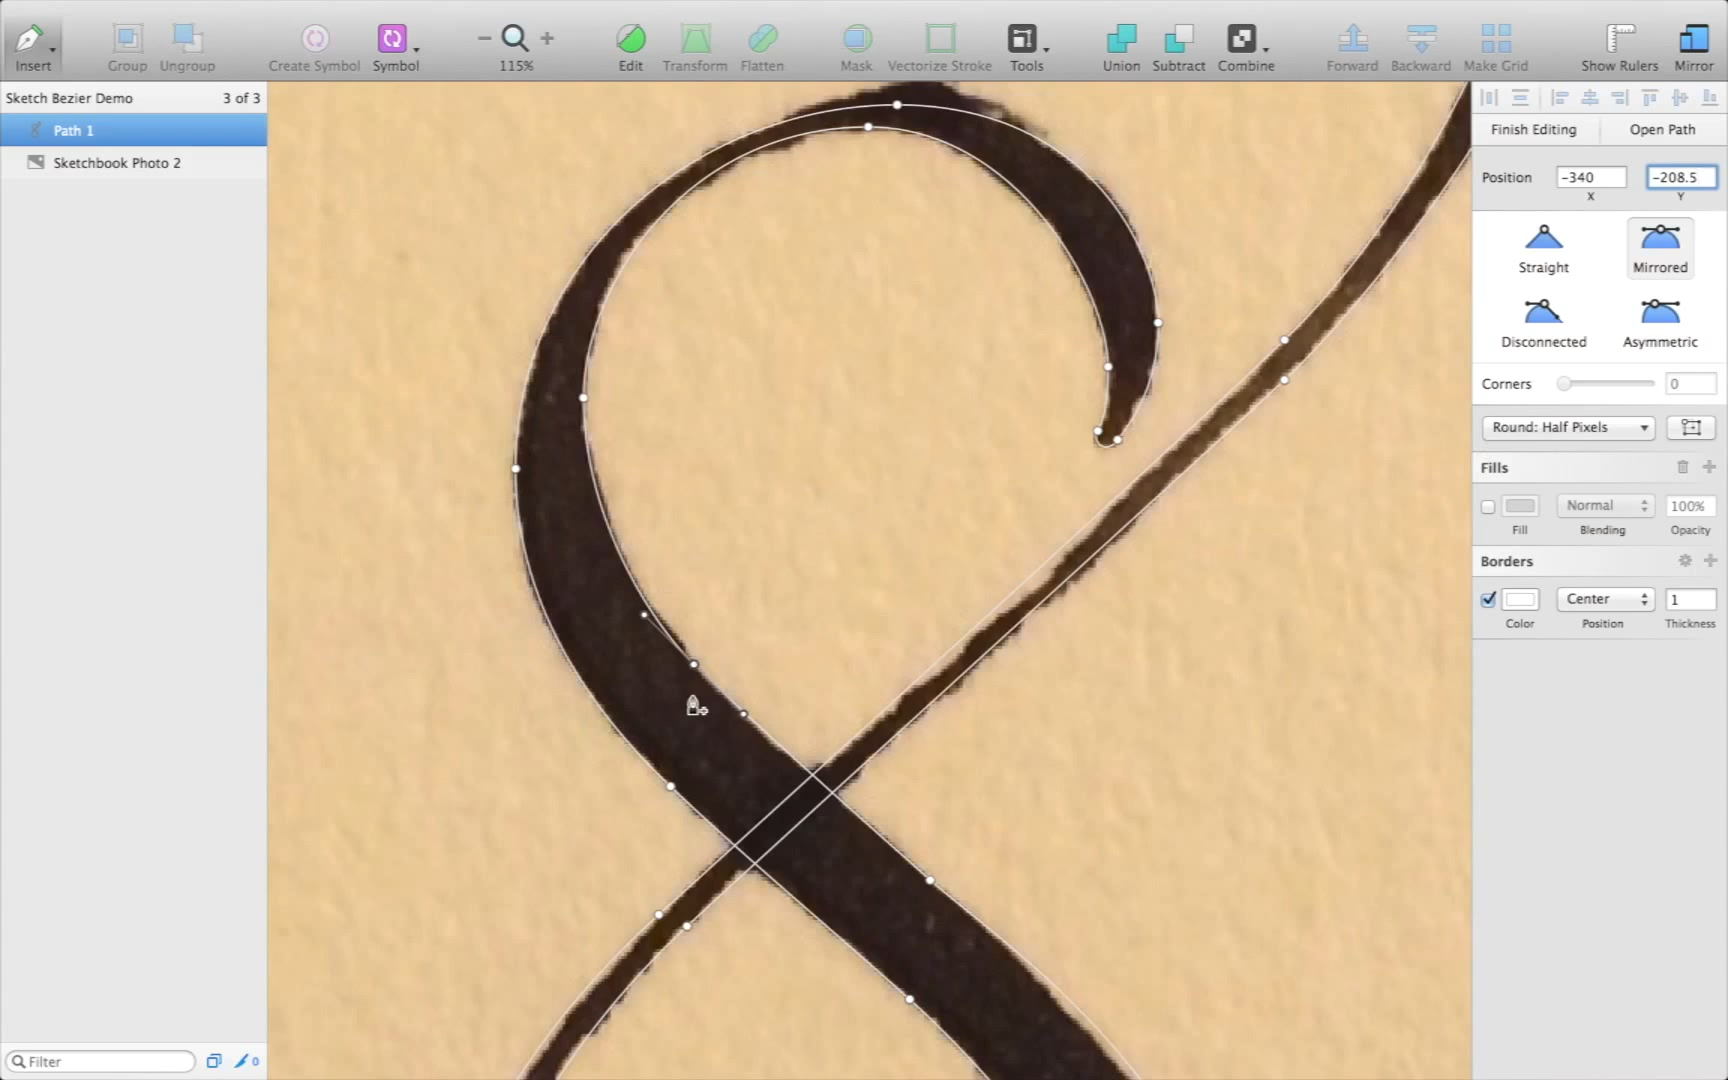 Insert Group Ungroup Create Symbol Symbol 115% Edit Transform Flatten Mask Vectorize Stroke Tools Union Subtract Combine Forward Backward Make Grid Show Rulers Mirror
Sketch Bezier Demo 3 of 3
Path 1
Sketchbook Photo 2
Filter 0
Finish Editing Open Path
Position -340 -208.5
X Y
Straight Mirrored
Disconnected Asymmetric
Corners 0
Round: Half Pixels
Fills
Normal 100%
Fill Blending Opacity
Borders
Center 1
Color Position Thickness